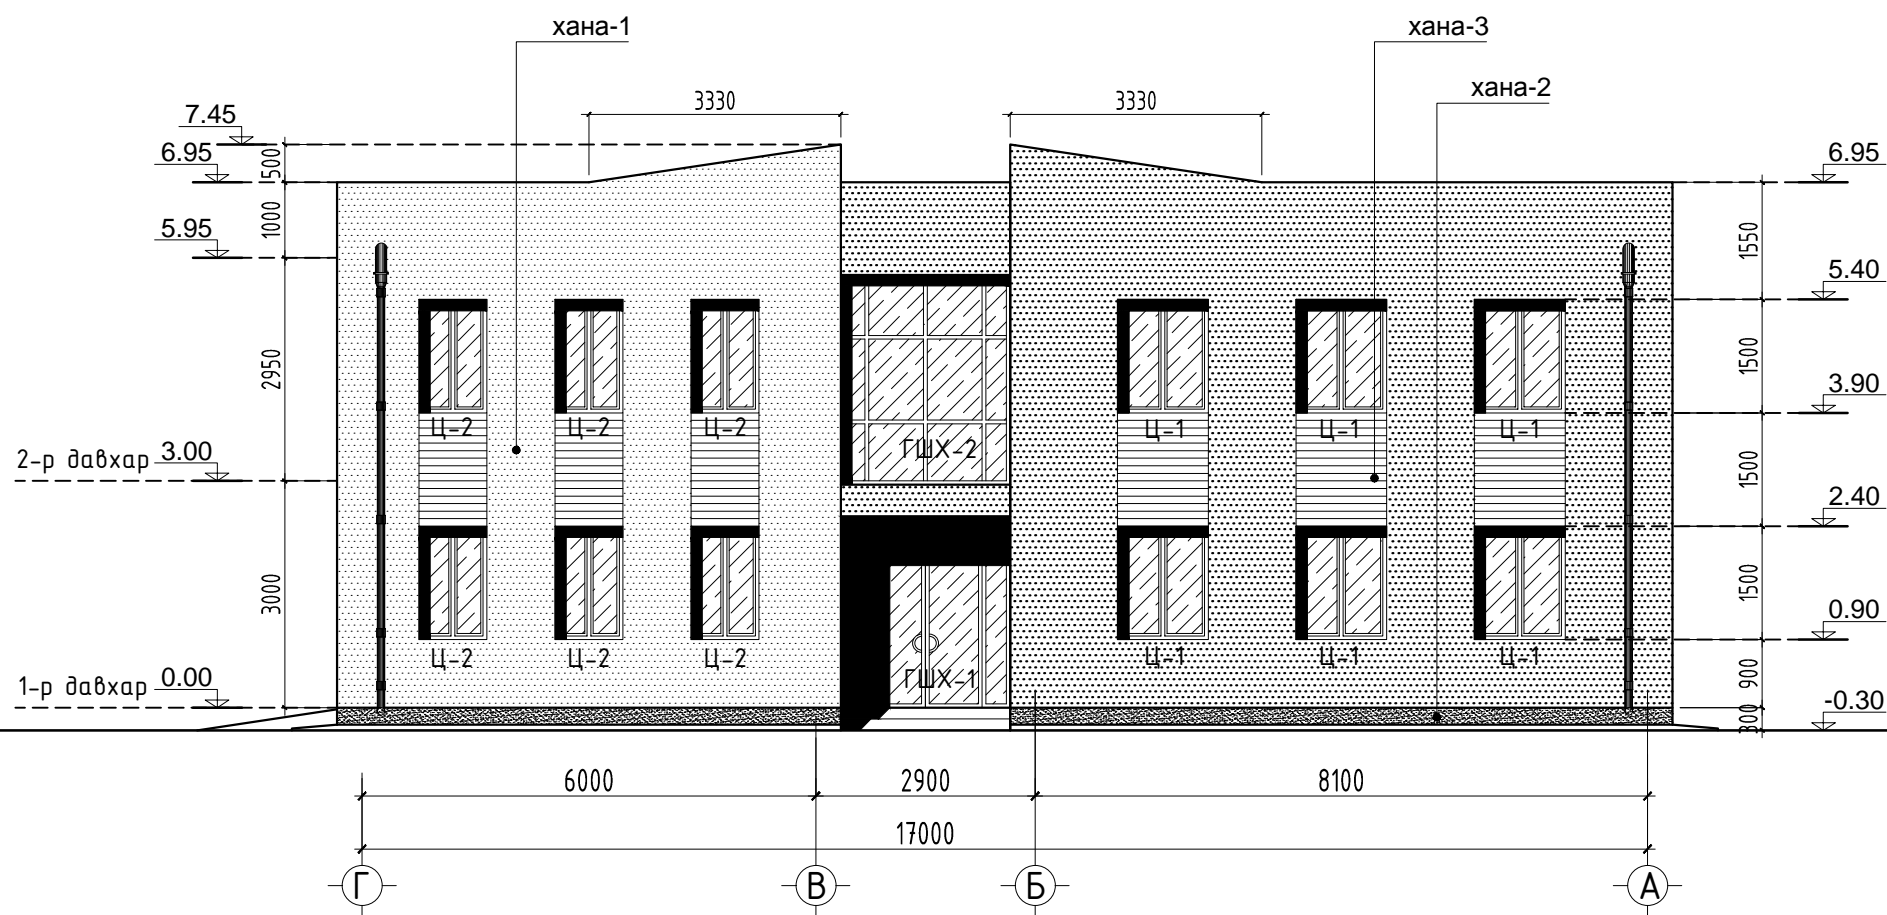 хана-1
хана-3
хана-2
3330
3330
7.45
6.95
5.95
2-р давхар 3.00
1-р давхар 0.00
500
1000
2950
3000
6.95
5.40
3.90
2.40
0.90
-0.30
1550
1500
1500
1500
900
300
Ц-2 Ц-2 Ц-2
ГШХ-2
Ц-1 Ц-1 Ц-1
Ц-2 Ц-2 Ц-2
ГШХ-1
Ц-1 Ц-1 Ц-1
6000 2900 8100
17000
Г В Б А